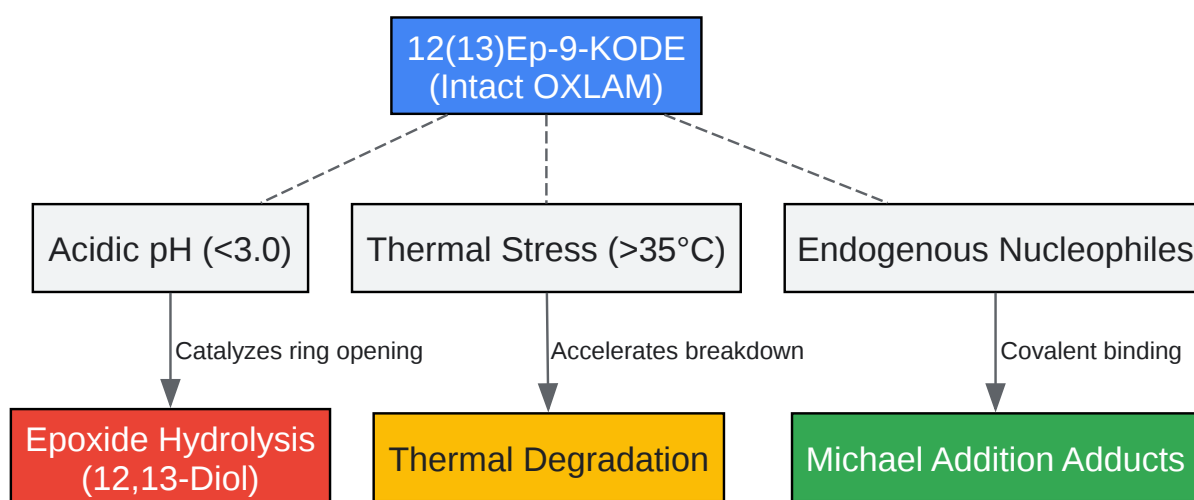 12(13)Ep-9-KODE
(Intact OXLAM)
Acidic pH (<3.0)
Thermal Stress (>35°C)
Endogenous Nucleophiles
Catalyzes ring opening
Accelerates breakdown
Covalent binding
Epoxide Hydrolysis
(12,13-Diol)
Thermal Degradation
Michael Addition Adducts